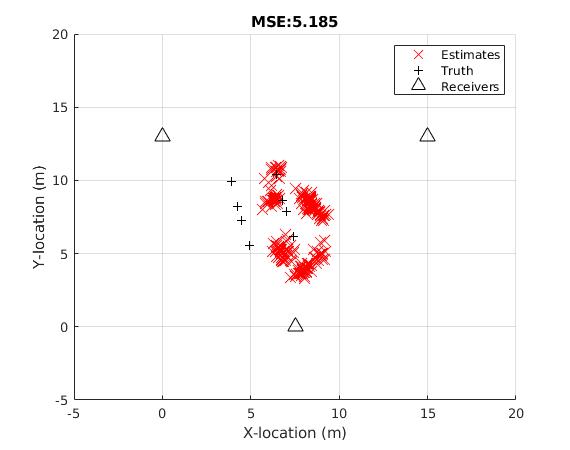 MSE:5.185
20
15
10
5
0
-5
Y-location (m)
Estimates
Truth
Receivers
-5
0
5
10
15
20
X-location (m)